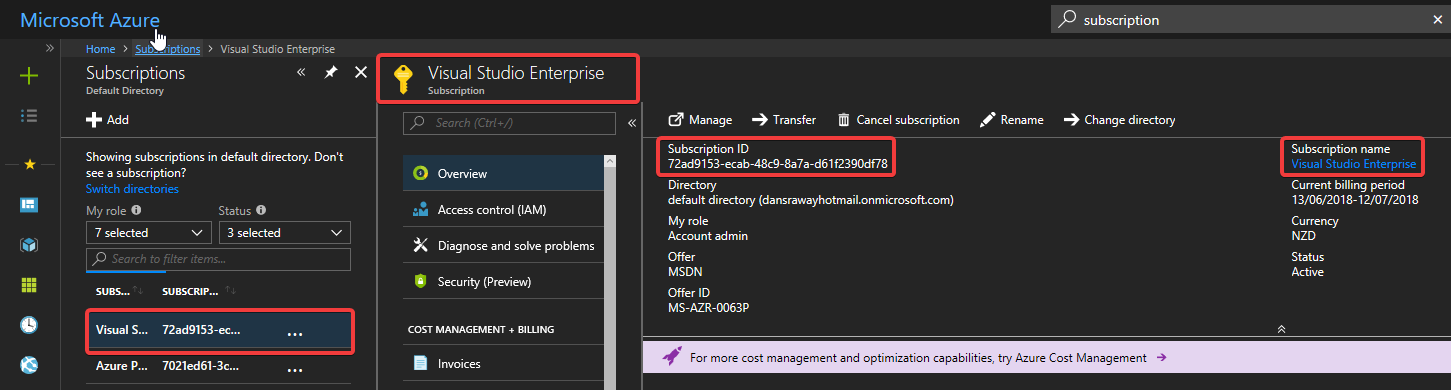 Microsoft Azure
subscription
Home > Subscriptions > Visual Studio Enterprise
Subscriptions
Default Directory
Add
Showing subscriptions in default directory. Don't
see a subscription?
Switch directories
My role
Status
7 selected
3 selected
Search to filter items...
SUBS...
SUBSCRIP...
Visual S...
72ad9153-ec...
...
Azure P...
7021ed61-3c...
...
Visual Studio Enterprise
Subscription
Search (Ctrl+/)
Overview
Access control (IAM)
Diagnose and solve problems
Security (Preview)
COST MANAGEMENT + BILLING
Invoices
Manage
Transfer
Cancel subscription
Rename
Change directory
Subscription ID
72ad9153-ecab-48c9-8a7a-d61f2390df78
Directory
default directory (dansrawayhotmail.onmicrosoft.com)
My role
Account admin
Offer
MSDN
Offer ID
MS-AZR-0063P
Subscription name
Visual Studio Enterprise
Current billing period
13/06/2018-12/07/2018
Currency
NZD
Status
Active
For more cost management and optimization capabilities, try Azure Cost Management